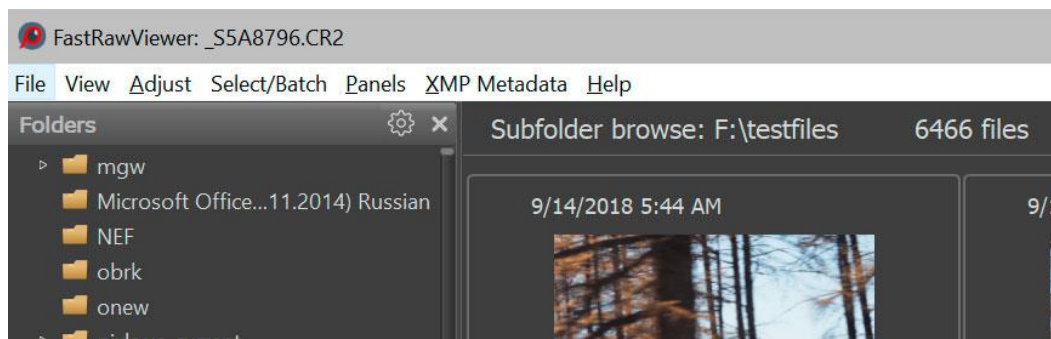 FastRawViewer: _S5A8796.CR2
File View Adjust Select/Batch Panels XMP Metadata Help
Folders
Subfolder browse: F:\testfiles 6466 files
mgw
Microsoft Office...11.2014) Russian
NEF
obrk
onew
9/14/2018 5:44 AM
9/